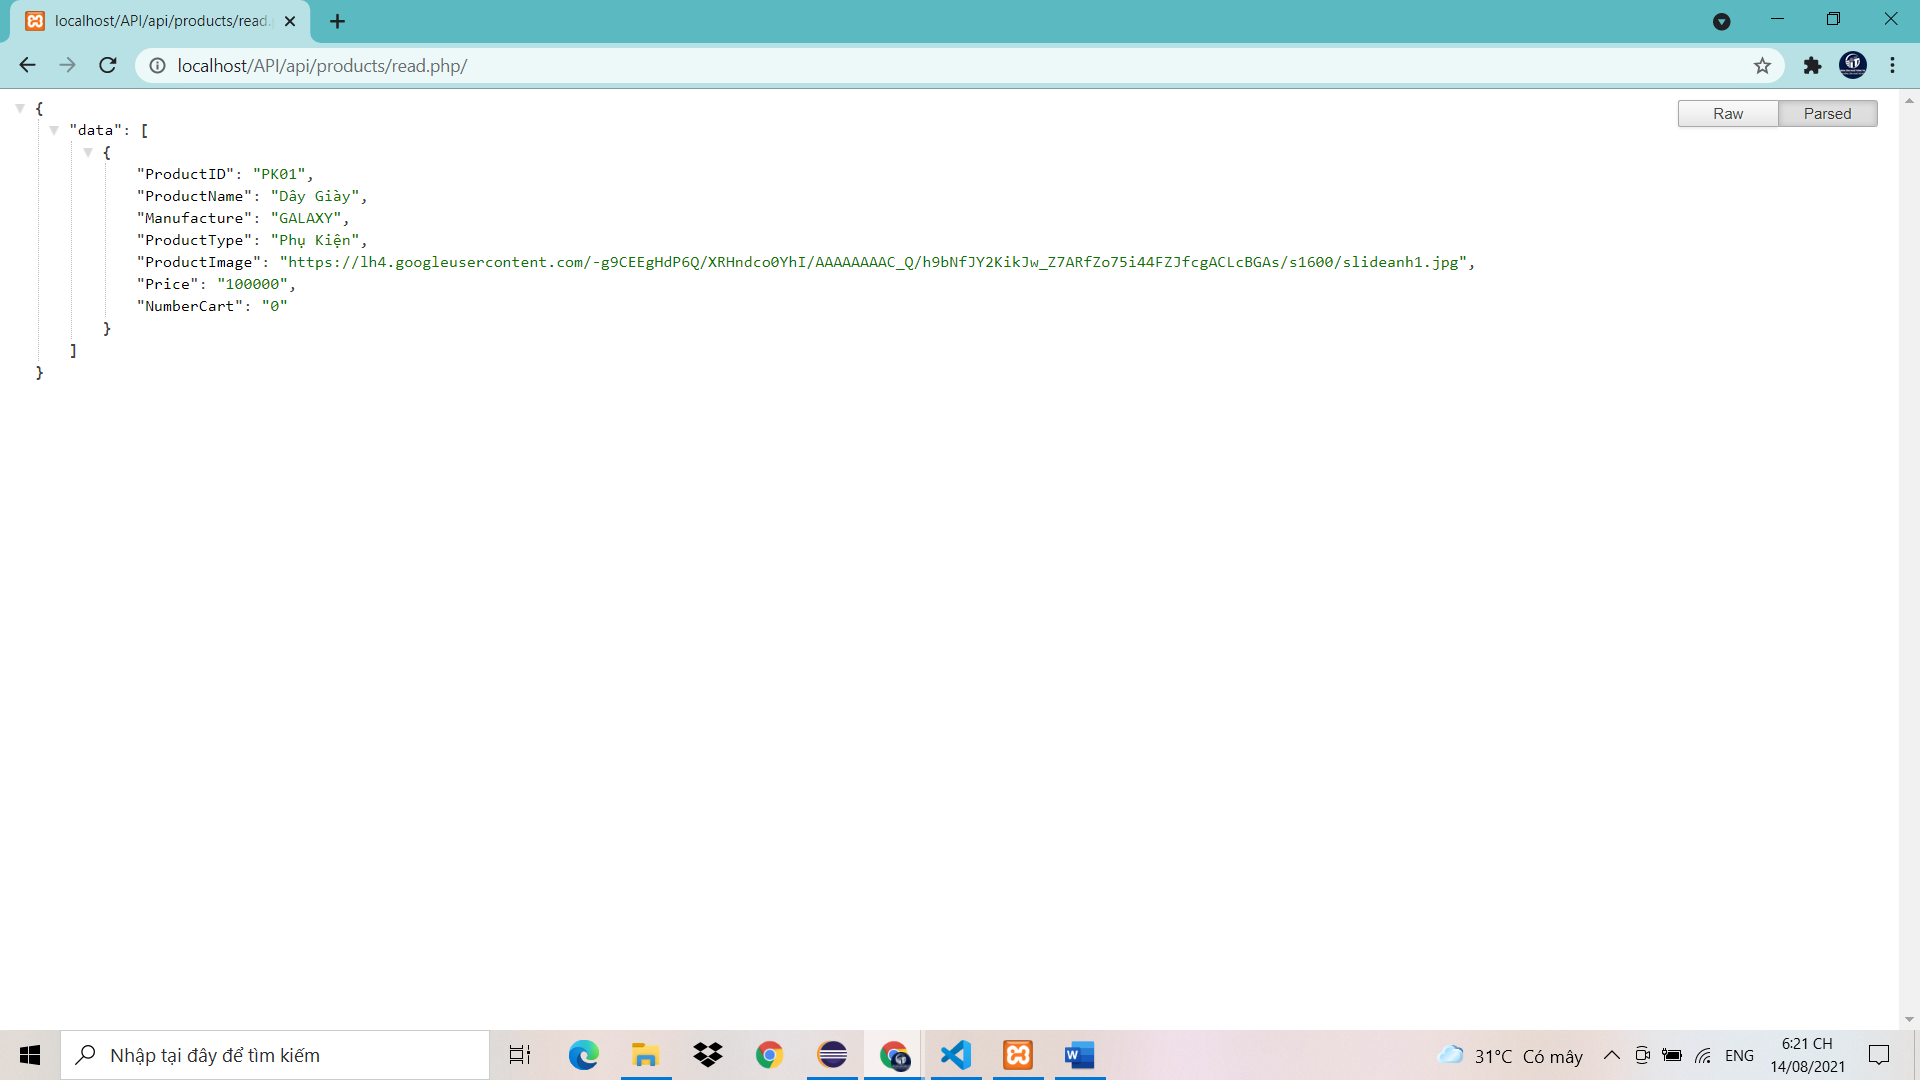 localhost/API/api/products/read.
localhost/API/api/products/read.php/
Raw
Parsed
{
"data": [
{
"ProductID": "PK01",
"ProductName": "Dây Giày",
"Manufacture": "GALAXY",
"ProductType": "Phụ Kiện",
"ProductImage": "https://lh4.googleusercontent.com/-g9CEEgHdP6Q/XRHndco0YhI/AAAAAAAAC_Q/h9bNfJY2KikJw_Z7ARfZo75i44FZJfcgACLcBGAs/s1600/slideanh1.jpg",
"Price": "100000",
"NumberCart": "0"
}
]
}
Nhập tại đây để tìm kiếm
31°C Có mây
ENG
6:21 CH
14/08/2021